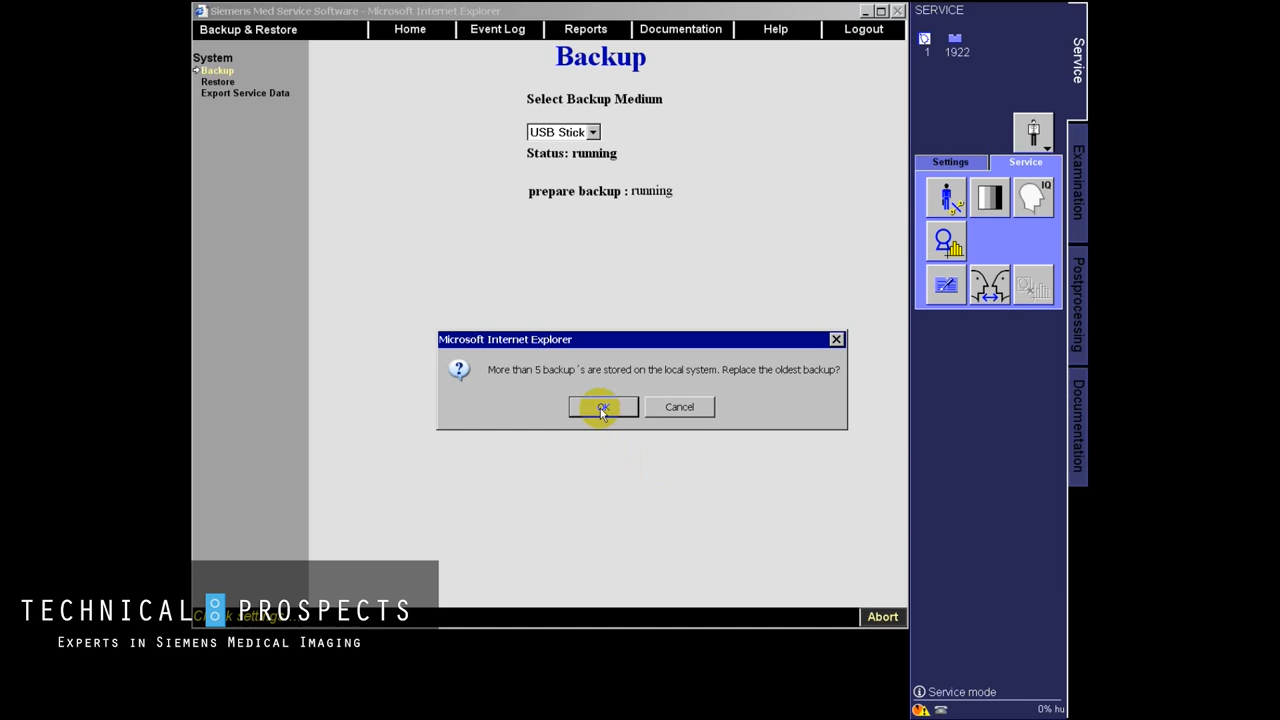 Siemens Med Service Software - Microsoft Internet Explorer
Backup & Restore
Home
Event Log
Reports
Documentation
Help
Logout
System
Backup
Restore
Export Service Data
Backup
Select Backup Medium
USB Stick
Status: running
prepare backup : running
Microsoft Internet Explorer
More than 5 backup´s are stored on the local system. Replace the oldest backup?
OK
Cancel
Abort
TECHNICAL PROSPECTS
EXPERTS IN SIEMENS MEDICAL IMAGING
SERVICE
1
1922
Settings
Service
IQ
Service
Examination
Postprocessing
Documentation
Service mode
0% hu